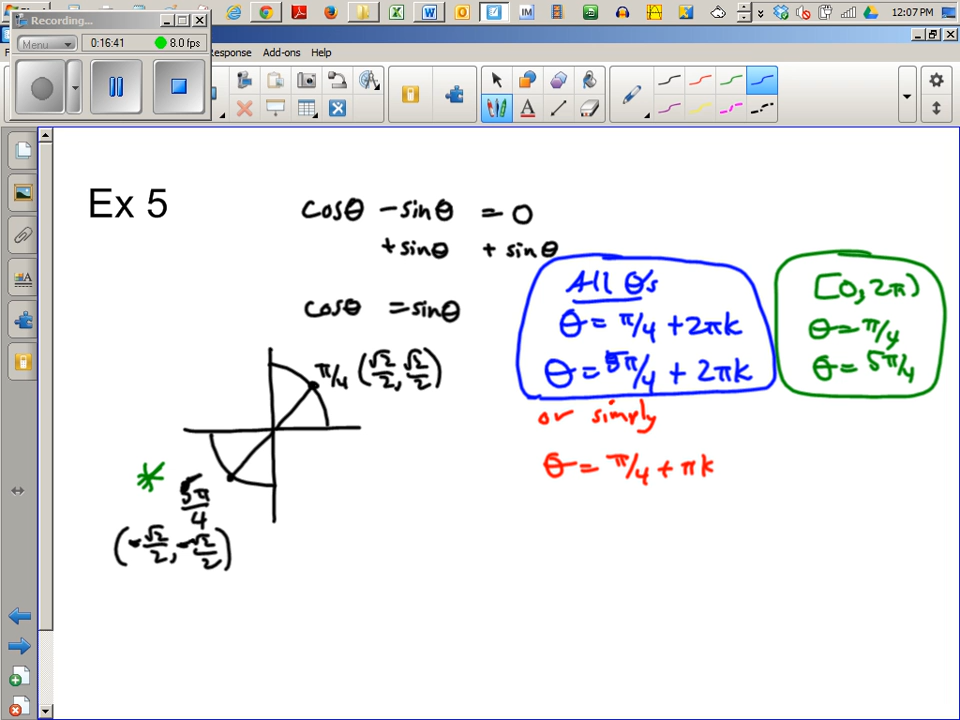 Recording...
Menu
0:16:41
8.0 fps
12:07 PM
Response Add-ons Help
Ex 5
cosθ - sinθ = 0
+ sinθ + sinθ
cosθ = sinθ
All θ's
θ = π/4 + 2πk
θ = 5π/4 + 2πk
or simply
θ = π/4 + πk
[0, 2π)
θ = π/4
θ = 5π/4
π/4 (√2/2, √2/2)
*
5π/4
(-√2/2, -√2/2)